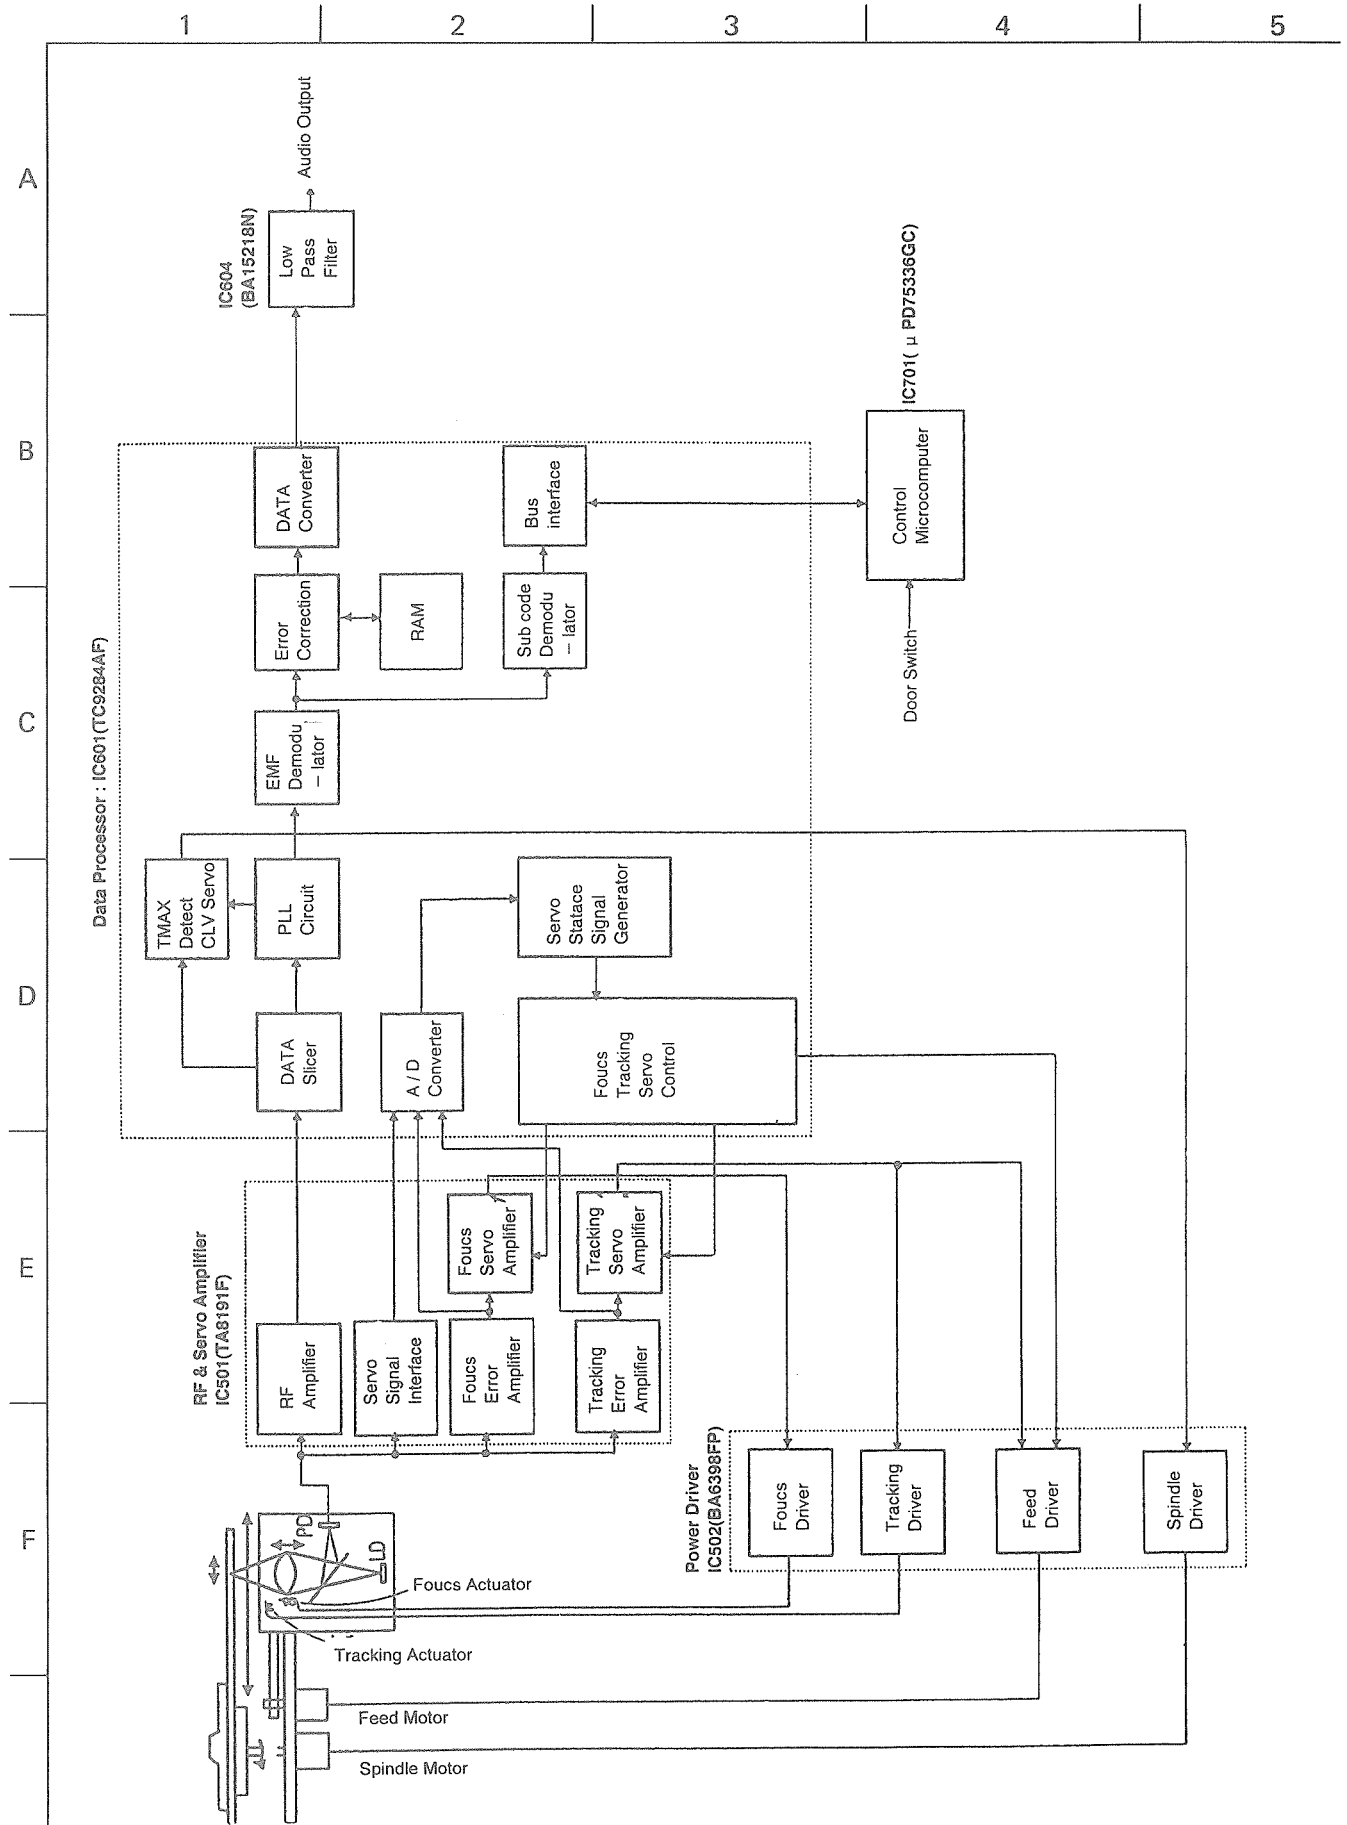 1
2
3
4
5
A
B
C
D
E
F
Audio Output
IC604
(BA15218N)
Low
Pass
Filter
IC701( μ PD75336GC)
Control
Microcomputer
Door Switch
Data Processor : IC601(TC9284AF)
DATA
Converter
Bus
interface
Error
Correction
RAM
Sub code
Demodu
– lator
EMF
Demodu
– lator
TMAX
Detect
CLV Servo
PLL
Circuit
Servo
Statace
Signal
Generator
DATA
Slicer
A / D
Converter
Foucs
Tracking
Servo
Control
RF & Servo Amplifier
IC501(TA8191F)
Foucs
Servo
Amplifier
Tracking
Servo
Amplifier
RF
Amplifier
Servo
Signal
Interface
Foucs
Error
Amplifier
Tracking
Error
Amplifier
Power Driver
IC502(BA6398FP)
Foucs
Driver
Tracking
Driver
Feed
Driver
Spindle
Driver
PD
LD
Foucs Actuator
Tracking Actuator
Feed Motor
Spindle Motor